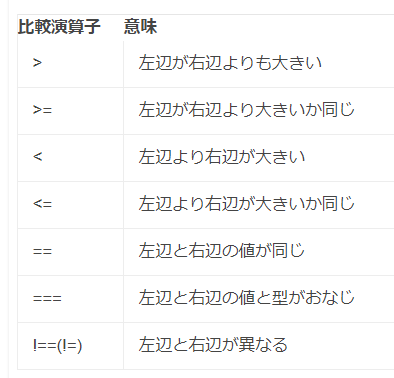 比較演算子 意味
> 左辺が右辺よりも大きい
>= 左辺が右辺より大きいか同じ
< 左辺より右辺が大きい
<= 左辺より右辺が大きいか同じ
== 左辺と右辺の値が同じ
=== 左辺と右辺の値と型がおなじ
!==(!=) 左辺と右辺が異なる